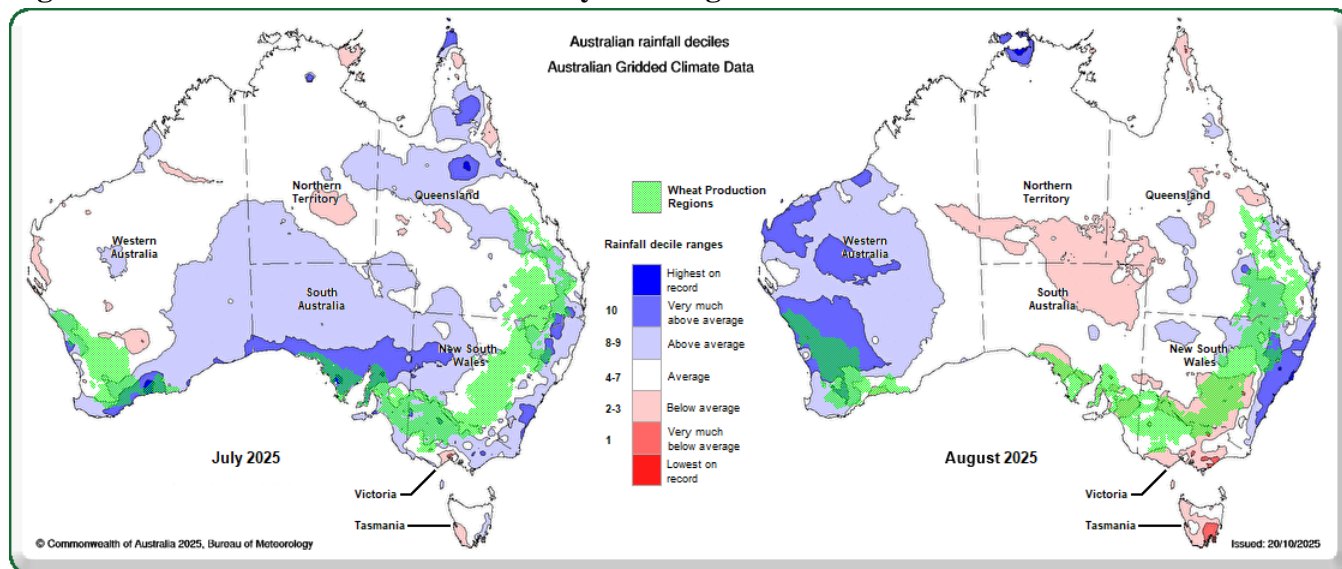 Australian rainfall deciles
Australian Gridded Climate Data
Northern
Territory
Queensland
Western
Australia
South
Australia
New South
Wales
July 2025
Victoria
Tasmania
© Commonwealth of Australia 2025, Bureau of Meteorology
Wheat Production
Regions
Rainfall decile ranges
Highest on
record
10 Very much
above average
8-9 Above average
4-7 Average
2-3 Below average
1 Very much
below average
Lowest on
record
Northern
Territory
Queensland
Western
Australia
South
Australia
New South
Wales
August 2025
Victoria
Tasmania
Issued: 20/10/2025